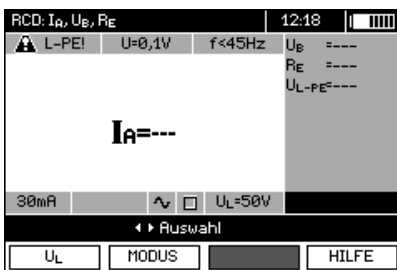 RCD: IA, UB, RE 12:18
L-PE! U=0,1V f<45Hz
UB =---
RE =---
UL-PE=---
IA=---
30mA UL=50V
Auswahl
UL MODUS HILFE